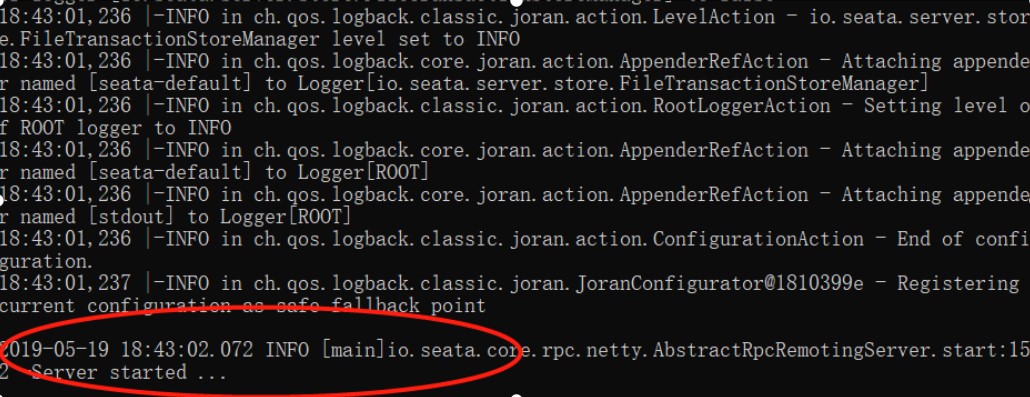 18:43:01,236 |-INFO in ch.qos.logback.classic.joran.action.LevelAction - io.seata.server.stor
e.FileTransactionStoreManager level set to INFO
18:43:01,236 |-INFO in ch.qos.logback.core.joran.action.AppenderRefAction - Attaching appende
r named [seata-default] to Logger[io.seata.server.store.FileTransactionStoreManager]
18:43:01,236 |-INFO in ch.qos.logback.classic.joran.action.RootLoggerAction - Setting level o
f ROOT logger to INFO
18:43:01,236 |-INFO in ch.qos.logback.core.joran.action.AppenderRefAction - Attaching appende
r named [seata-default] to Logger[ROOT]
18:43:01,236 |-INFO in ch.qos.logback.core.joran.action.AppenderRefAction - Attaching appende
r named [stdout] to Logger[ROOT]
18:43:01,236 |-INFO in ch.qos.logback.classic.joran.action.ConfigurationAction - End of confi
guration.
18:43:01,237 |-INFO in ch.qos.logback.classic.joran.JoranConfigurator@1810399e - Registering
current configuration as safe fallback point
2019-05-19 18:43:02.072 INFO [main]io.seata.core.rpc.netty.AbstractRpcRemotingServer.start:15
2 -Server started ...